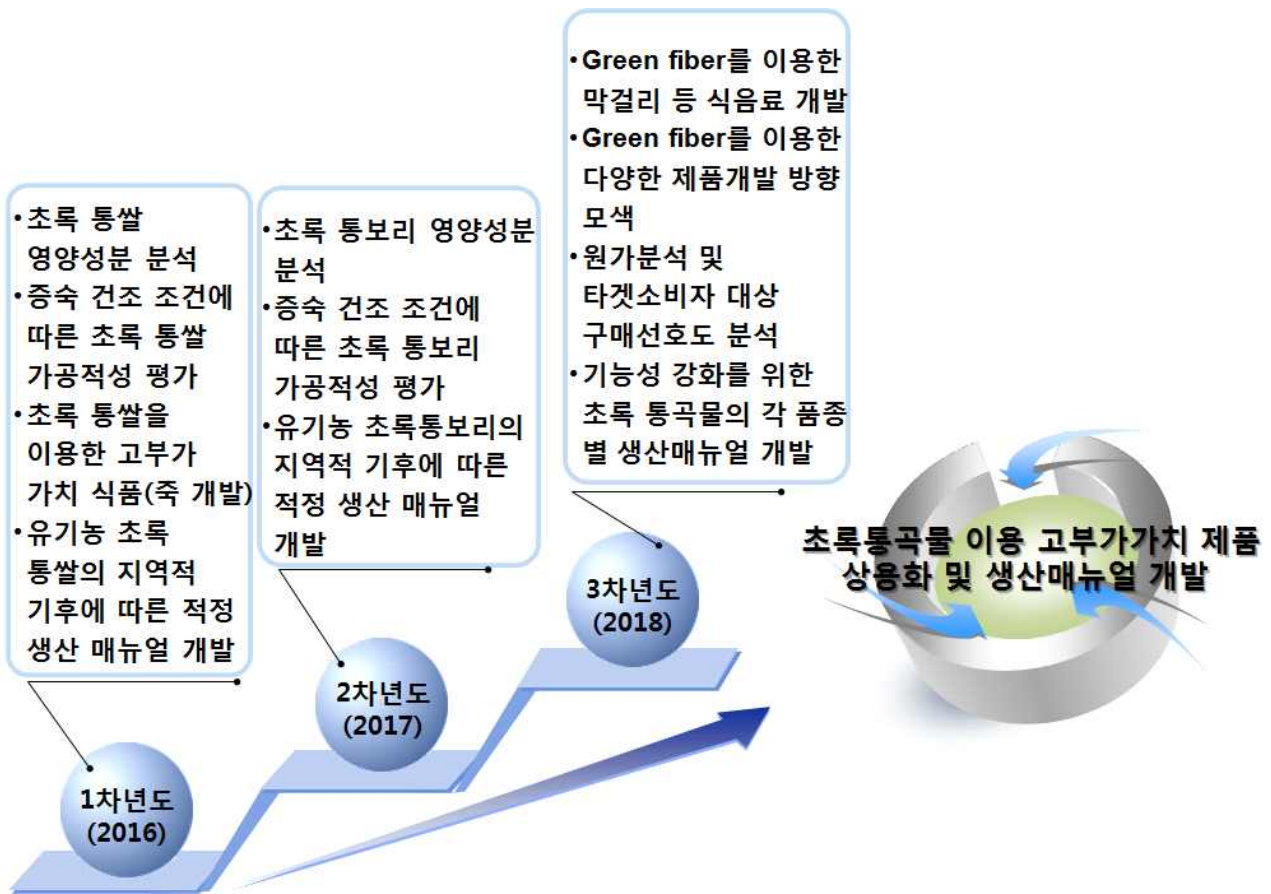 • 초록 통쌀
영양성분 분석
• 증숙 건조 조건에
따른 초록 통쌀
가공적성 평가
• 초록 통쌀을
이용한 고부가
가치 식품(죽 개발)
• 유기농 초록
통쌀의 지역적
기후에 따른 적정
생산 매뉴얼 개발
1차년도
(2016)
• 초록 통보리 영양성분
분석
• 증숙 건조 조건에
따른 초록 통보리
가공적성 평가
• 유기농 초록통보리의
지역적 기후에 따른
적정 생산 매뉴얼
개발
2차년도
(2017)
• Green fiber를 이용한
막걸리 등 식음료 개발
• Green fiber를 이용한
다양한 제품개발 방향
모색
• 원가분석 및
타겟소비자 대상
구매선호도 분석
• 기능성 강화를 위한
초록 통곡물의 각 품종
별 생산매뉴얼 개발
3차년도
(2018)
초록통곡물 이용 고부가가치 제품
상용화 및 생산매뉴얼 개발